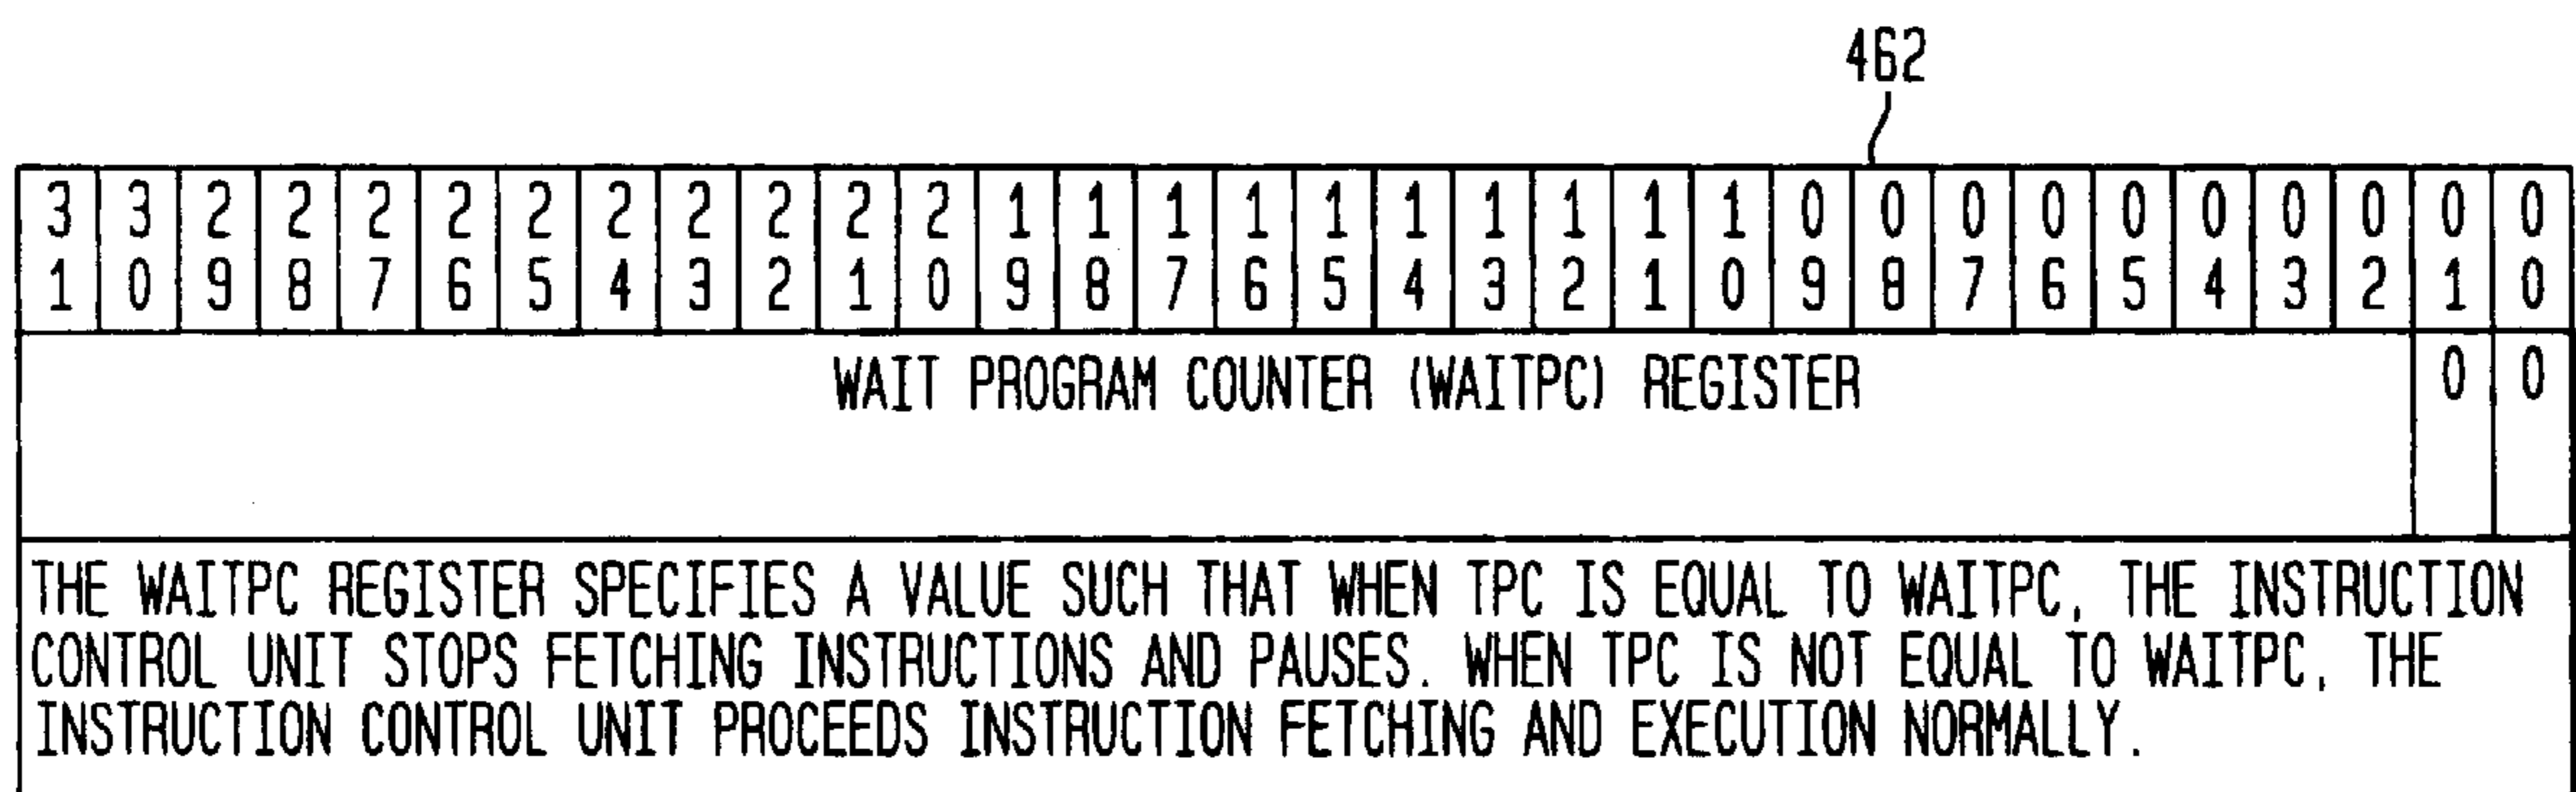 462
3 3 2 2 2 2 2 2 2 2 2 2 1 1 1 1 1 1 1 1 1 1 0 0 0 0 0 0 0 0 0 0
1 0 9 8 7 6 5 4 3 2 1 0 9 8 7 6 5 4 3 2 1 0 9 8 7 6 5 4 3 2 1 0
WAIT PROGRAM COUNTER (WAITPC) REGISTER 0 0
THE WAITPC REGISTER SPECIFIES A VALUE SUCH THAT WHEN TPC IS EQUAL TO WAITPC, THE INSTRUCTION
CONTROL UNIT STOPS FETCHING INSTRUCTIONS AND PAUSES. WHEN TPC IS NOT EQUAL TO WAITPC, THE
INSTRUCTION CONTROL UNIT PROCEEDS INSTRUCTION FETCHING AND EXECUTION NORMALLY.